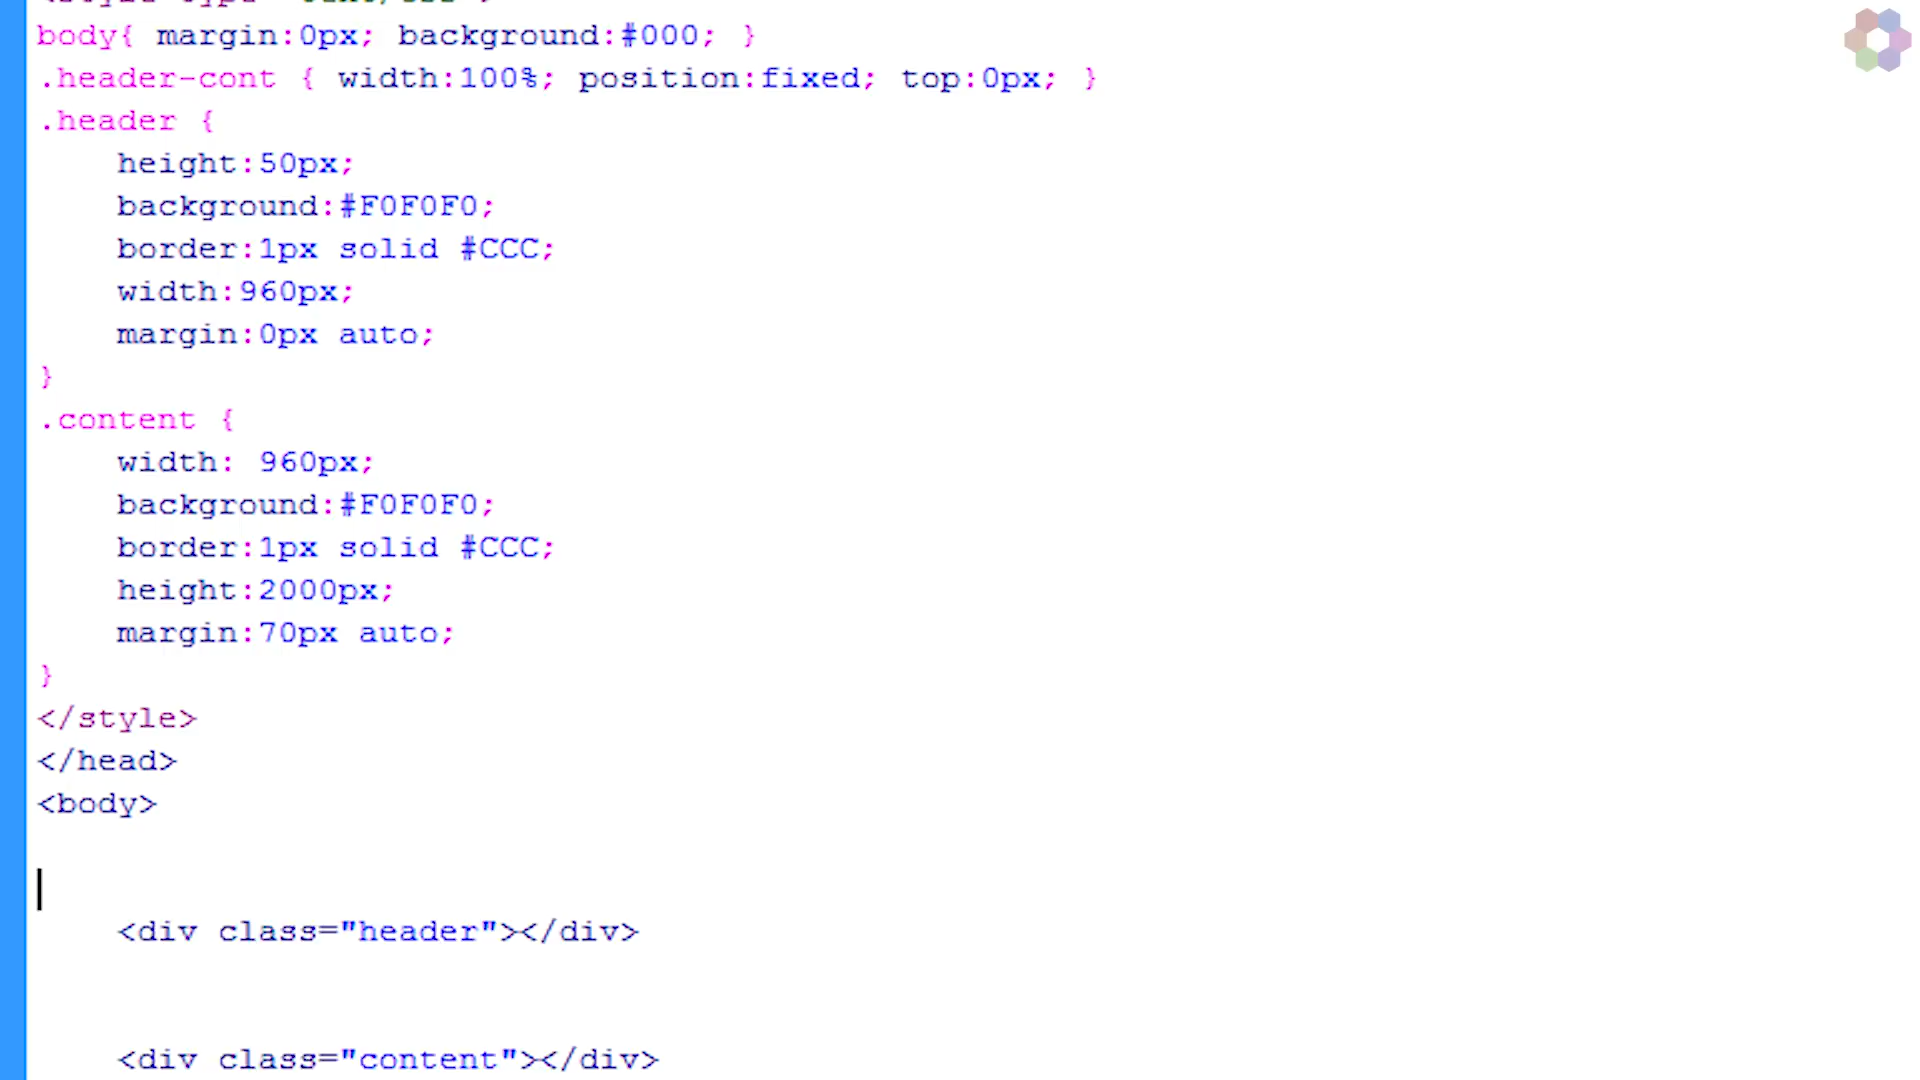 body{ margin:0px; background:#000; }
.header-cont { width:100%; position:fixed; top:0px; }
.header {
    height:50px;
    background:#F0F0F0;
    border:1px solid #CCC;
    width:960px;
    margin:0px auto;
}
.content {
    width: 960px;
    background:#F0F0F0;
    border:1px solid #CCC;
    height:2000px;
    margin:70px auto;
}
</style>
</head>
<body>
    <div class="header"></div>
    <div class="content"></div>